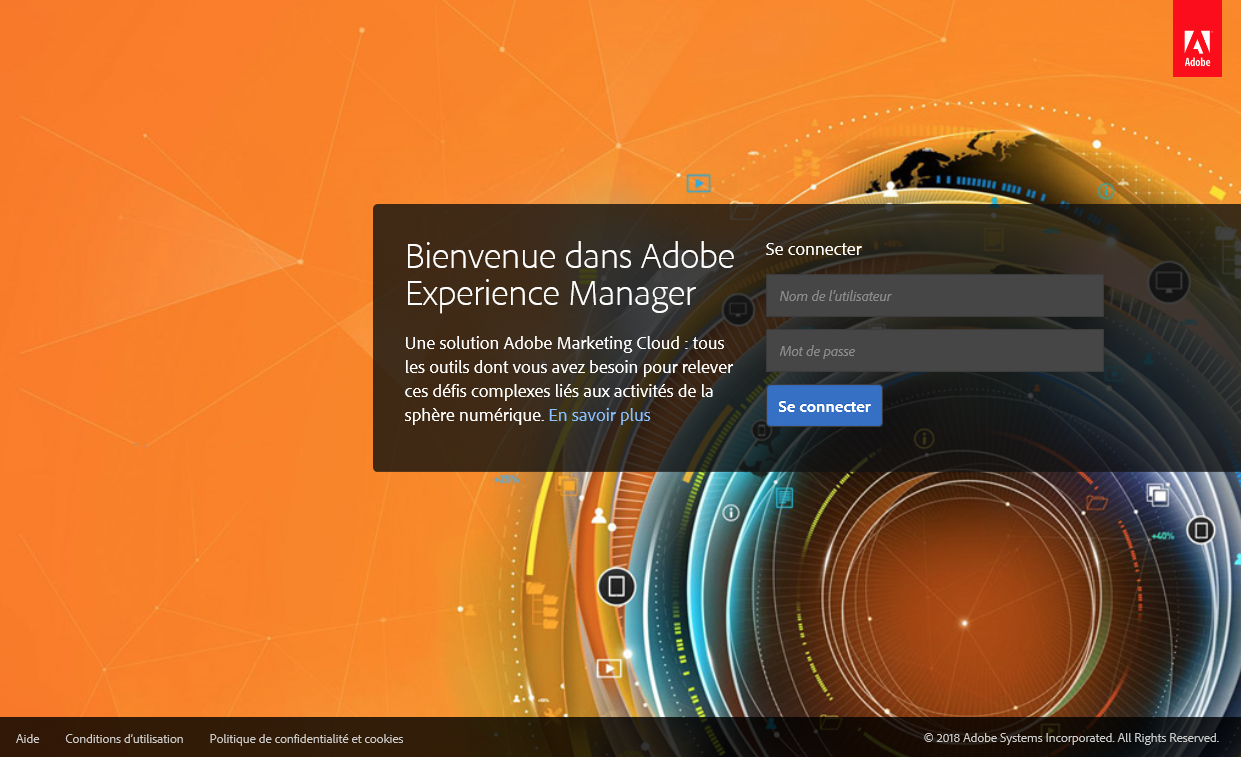 Adobe
Bienvenue dans Adobe
Experience Manager
Une solution Adobe Marketing Cloud : tous
les outils dont vous avez besoin pour relever
ces défis complexes liés aux activités de la
sphère numérique. En savoir plus
Se connecter
Nom de l'utilisateur
Mot de passe
Se connecter
+40%
Aide
Conditions d'utilisation
Politique de confidentialité et cookies
© 2018 Adobe Systems Incorporated. All Rights Reserved.